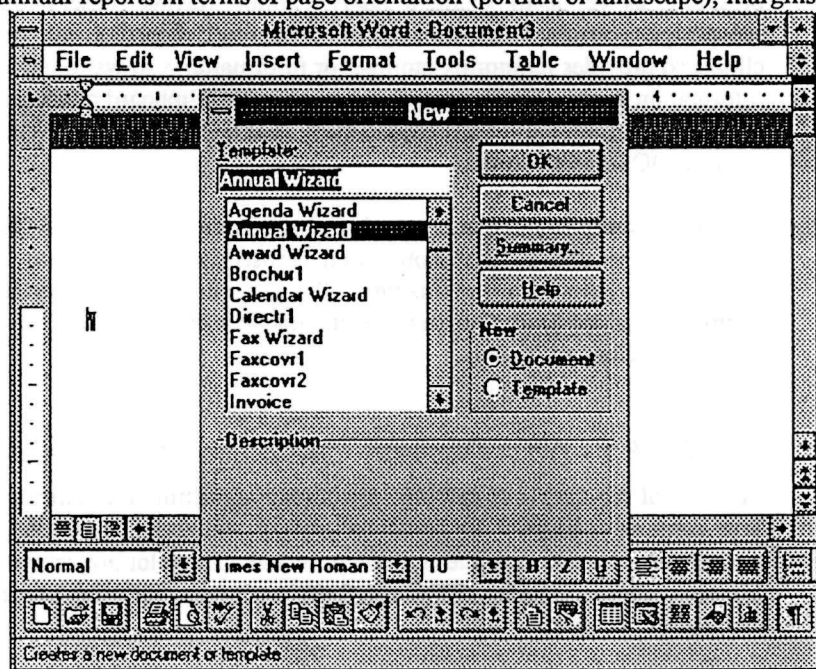 annual reports in terms of page orientation (portrait or landscape), margins
Microsoft Word - Document3
File Edit View Insert Format Tools Table Window Help
New
Template:
Annual Wizard
Agenda Wizard
Annual Wizard
Award Wizard
Brochur1
Calendar Wizard
Directr1
Fax Wizard
Faxcovr1
Faxcovr2
Invoice
OK
Cancel
Summary...
Help
New
Document
Template
Description
Normal Times New Roman 10 B I U
Creates a new document or template